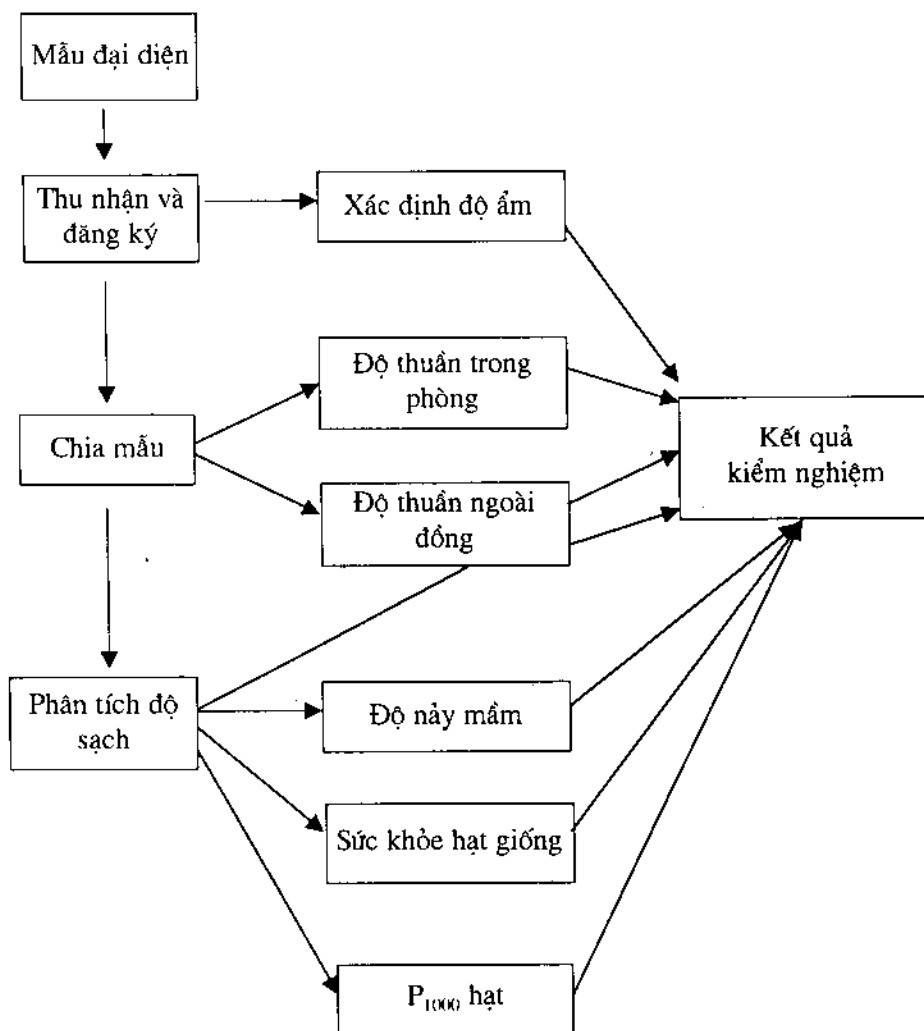 Mẫu đại diện
Thu nhận và
đăng ký
Xác định độ ẩm
Độ thuần trong
phòng
Chia mẫu
Kết quả
kiểm nghiệm
Độ thuần ngoài
đồng
Phân tích độ
sạch
Độ nảy mầm
Sức khỏe hạt giống
P₁₀₀₀ hạt